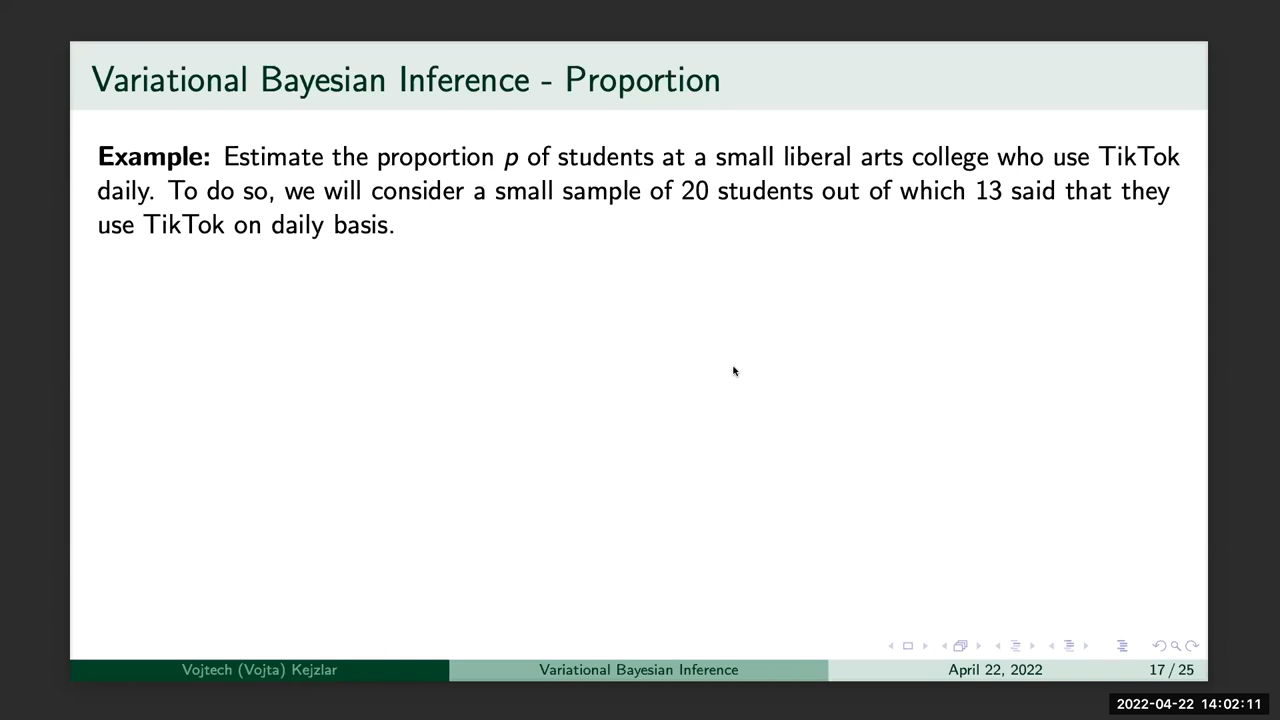 Variational Bayesian Inference - Proportion
Example: Estimate the proportion p of students at a small liberal arts college who use TikTok
daily. To do so, we will consider a small sample of 20 students out of which 13 said that they
use TikTok on daily basis.
Vojtech (Vojta) Kejzlar
Variational Bayesian Inference
April 22, 2022
17 / 25
2022-04-22 14:02:11